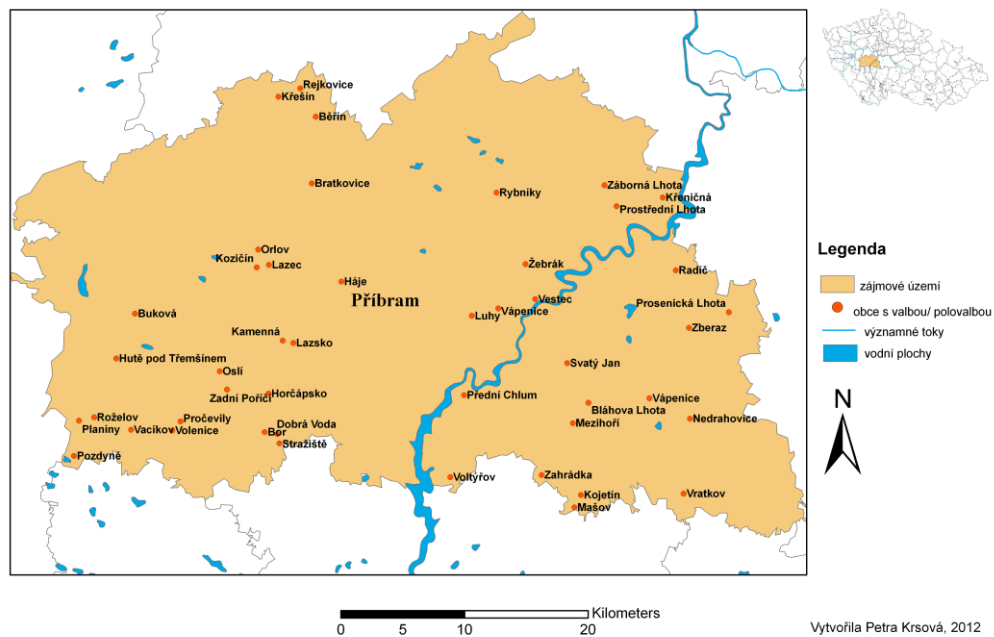 Rejkovice
Křešín
Běřín
Bratkovice
Rybníky
Záborná Lhota
Křeničná
Prostřední Lhota
Orlov
Kozičín
Lazec
Žebrák
Radič
Háje
Příbram
Vestec
Prosenická Lhota
Buková
Vápenice
Luhy
Zberaz
Kamenná
Lazsko
Hutě pod Třemšínem
Svatý Jan
Oslí
Zadní Poříčí
Horčápsko
Přední Chlum
Vápenice
Bláhova Lhota
Roželov
Planiny
Pročevily
Mezihoří
Nedrahovice
Vacíkov
Volenice
Dobrá Voda
Bor
Stražiště
Pozdyně
Voltýřov
Zahrádka
Kojetín
Vratkov
Mašov
Legenda
zájmové území
obce s valbou/ polovalbou
významné toky
vodní plochy
N
Kilometers
0 5 10 20
Vytvořila Petra Krsová, 2012